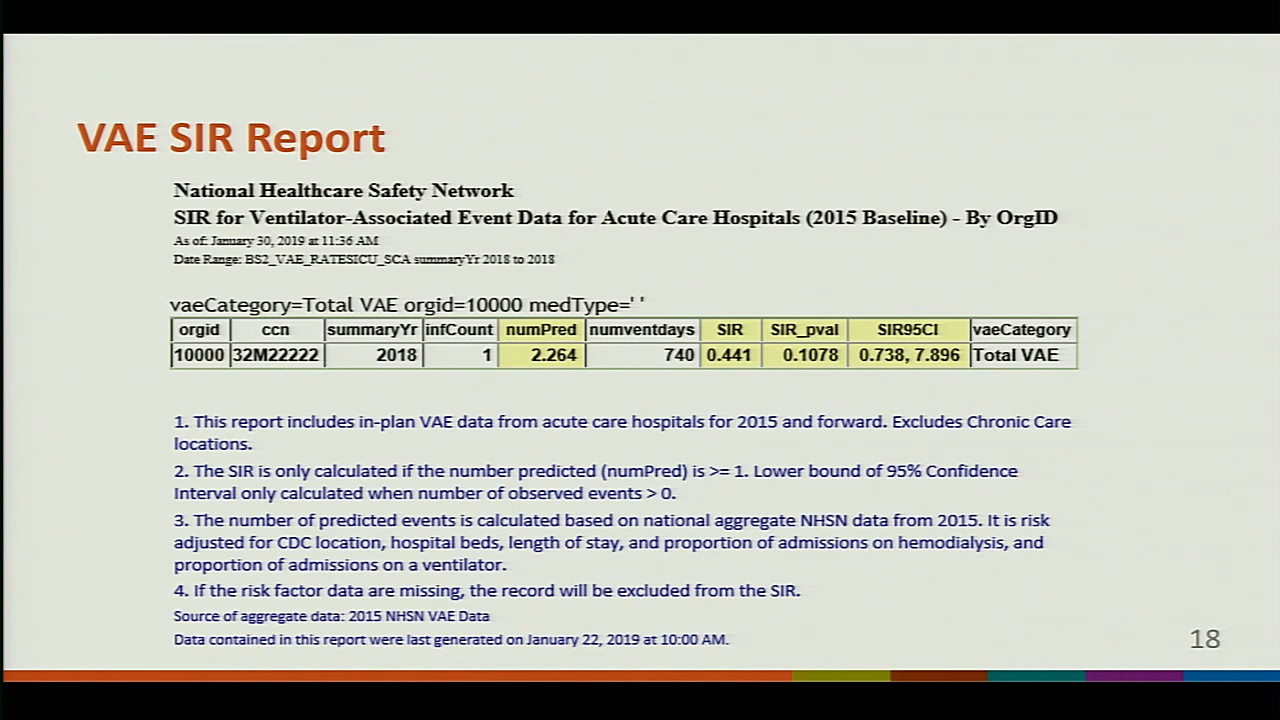 VAE SIR Report
National Healthcare Safety Network
SIR for Ventilator-Associated Event Data for Acute Care Hospitals (2015 Baseline) - By OrgID
As of: January 30, 2019 at 11:36 AM
Date Range: BS2_VAE_RATESICU_SCA summaryYr 2018 to 2018
vaeCategory=Total VAE orgid=10000 medType=' '
orgid ccn summaryYr infCount numPred numventdays SIR SIR_pval SIR95CI vaeCategory
10000 32M22222 2018 1 2.264 740 0.441 0.1078 0.738, 7.896 Total VAE
1. This report includes in-plan VAE data from acute care hospitals for 2015 and forward. Excludes Chronic Care
locations.
2. The SIR is only calculated if the number predicted (numPred) is >= 1. Lower bound of 95% Confidence
Interval only calculated when number of observed events > 0.
3. The number of predicted events is calculated based on national aggregate NHSN data from 2015. It is risk
adjusted for CDC location, hospital beds, length of stay, and proportion of admissions on hemodialysis, and
proportion of admissions on a ventilator.
4. If the risk factor data are missing, the record will be excluded from the SIR.
Source of aggregate data: 2015 NHSN VAE Data
Data contained in this report were last generated on January 22, 2019 at 10:00 AM.
18